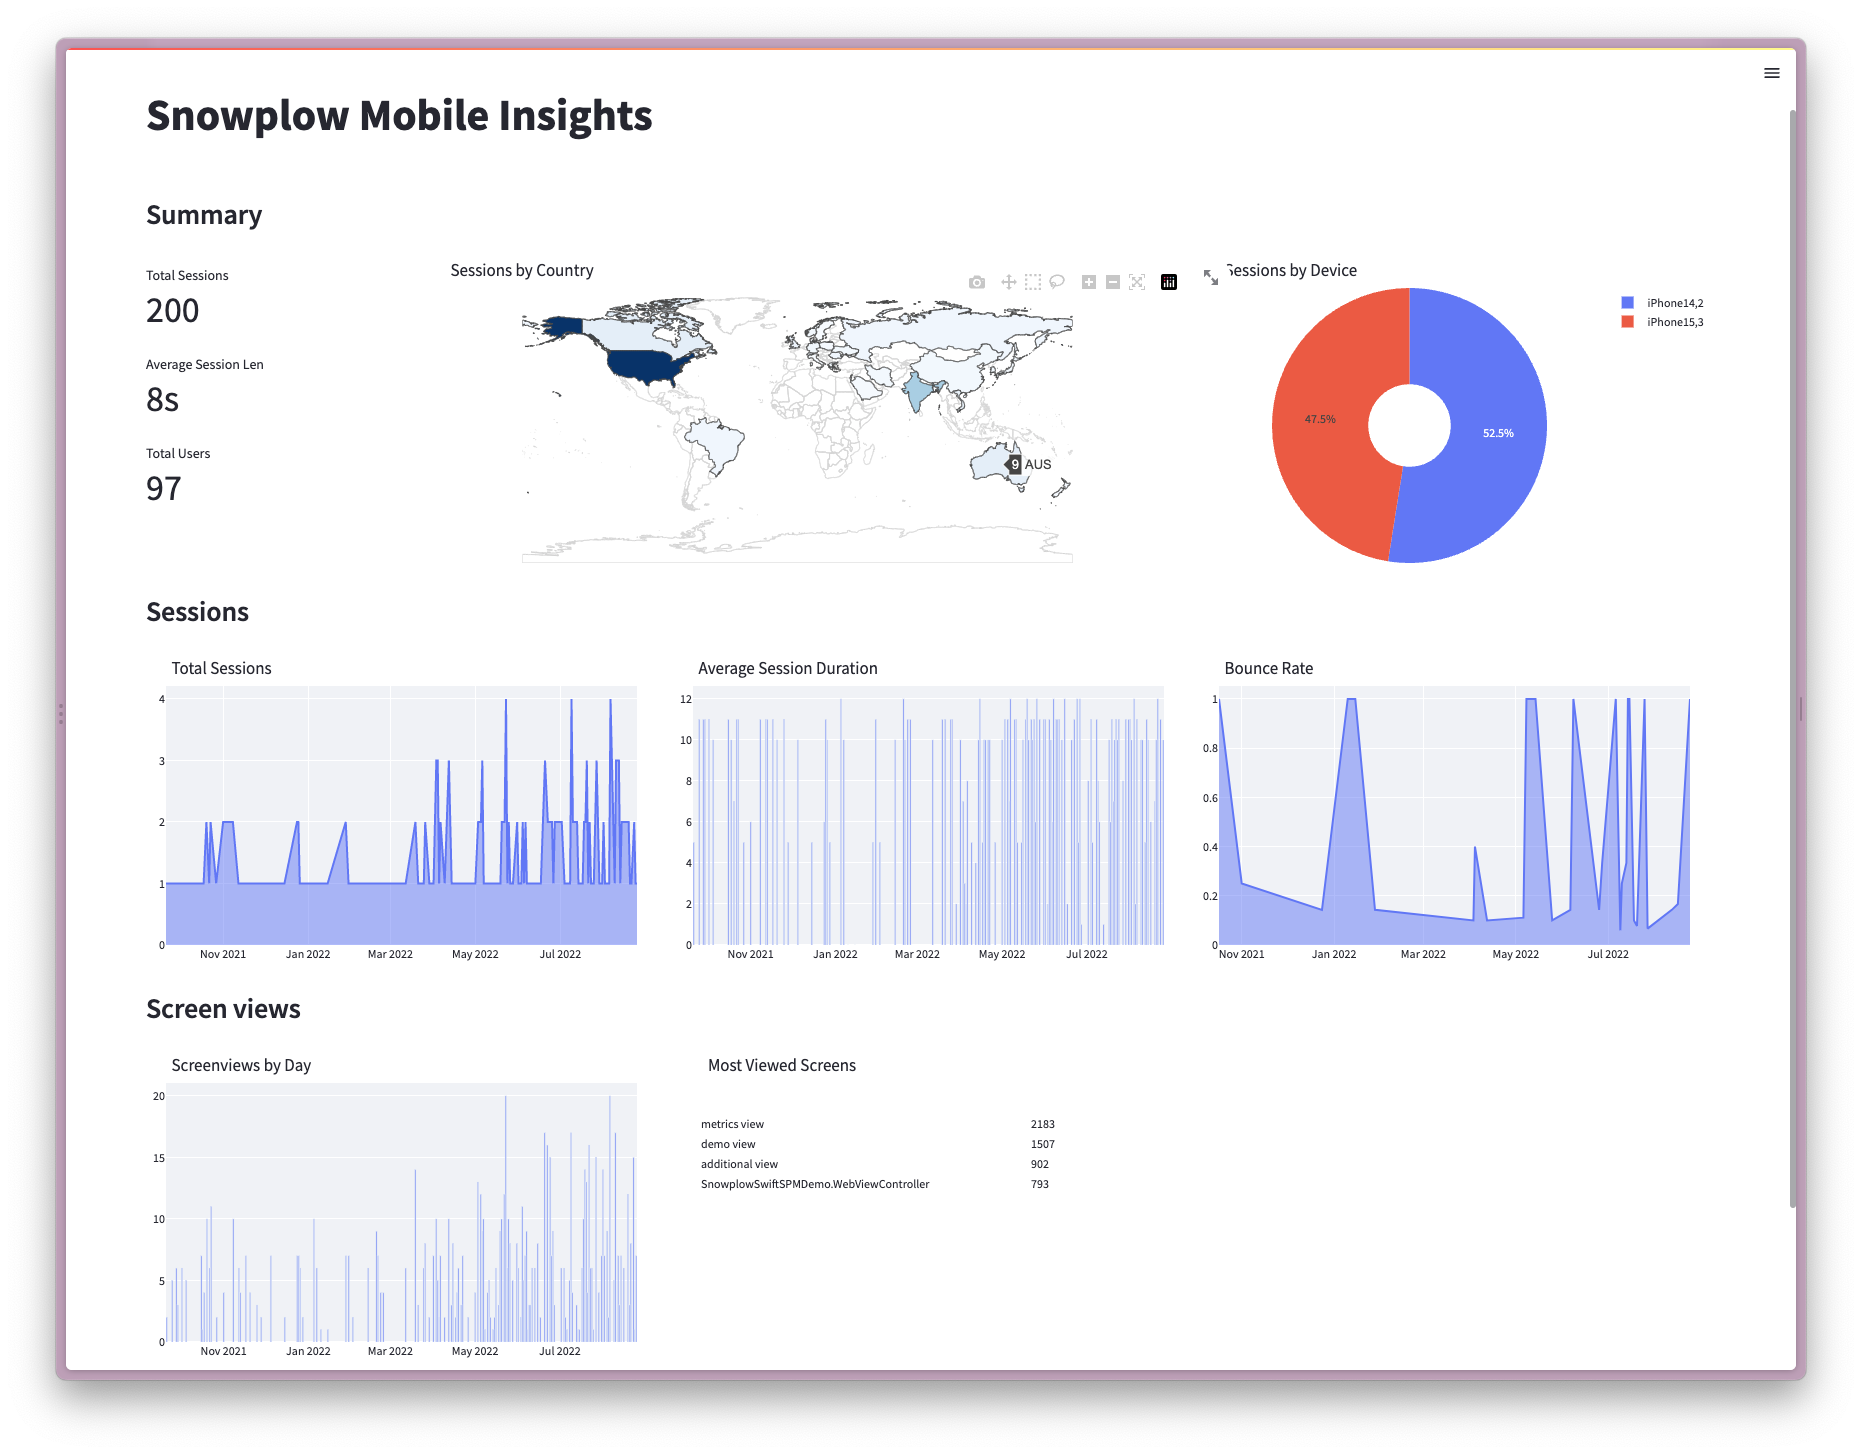 Snowplow Mobile Insights
Summary
Total Sessions
200
Average Session Len
8s
Total Users
97
Sessions by Country
9 AUS
Sessions by Device
iPhone14,2
iPhone15,3
47.5%
52.5%
Sessions
Total Sessions
4
3
2
1
0
Nov 2021 Jan 2022 Mar 2022 May 2022 Jul 2022
Average Session Duration
12
10
8
6
4
2
0
Nov 2021 Jan 2022 Mar 2022 May 2022 Jul 2022
Bounce Rate
1
0.8
0.6
0.4
0.2
0
Nov 2021 Jan 2022 Mar 2022 May 2022 Jul 2022
Screen views
Screenviews by Day
20
15
10
5
0
Nov 2021 Jan 2022 Mar 2022 May 2022 Jul 2022
Most Viewed Screens
metrics view 2183
demo view 1507
additional view 902
SnowplowSwiftSPMDemo.WebViewController 793